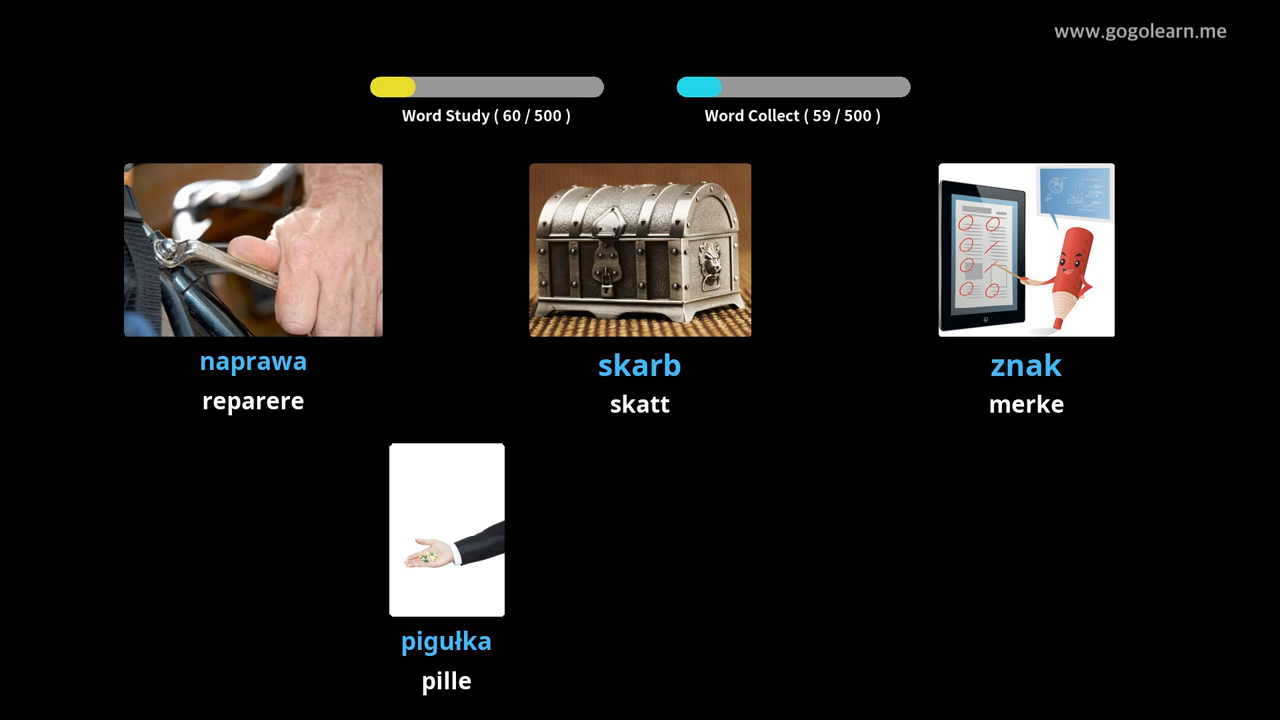 www.gogolearn.me
Word Study ( 60 / 500 )
Word Collect ( 59 / 500 )
naprawa
reparere
skarb
skatt
znak
merke
pigułka
pille